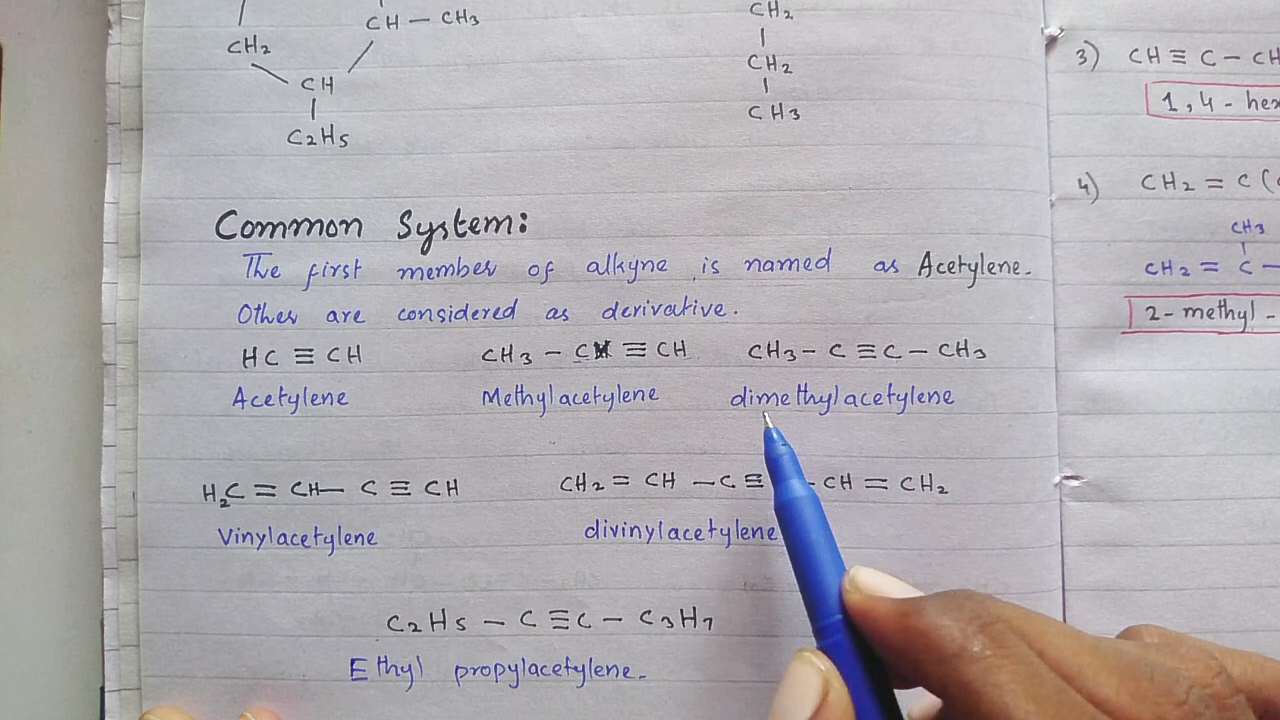 CH – CH3
CH2
CH
C2H5
CH2
CH2
CH3
Common System:
The first member of alkyne is named as Acetylene.
Other are considered as derivative.
HC ≡ CH
CH3 – C ≡ CH
CH3 – C ≡ C – CH3
Acetylene
Methylacetylene
dimethylacetylene
H2C = CH – C ≡ CH
CH2 = CH – C ≡ – CH = CH2
Vinylacetylene
divinylacetylene
C2H5 – C ≡ C – C3H7
Ethyl propylacetylene.
3) CH ≡ C – CH
1,4 - hex
4) CH2 = C (
CH3
CH2 = C –
2- methyl -